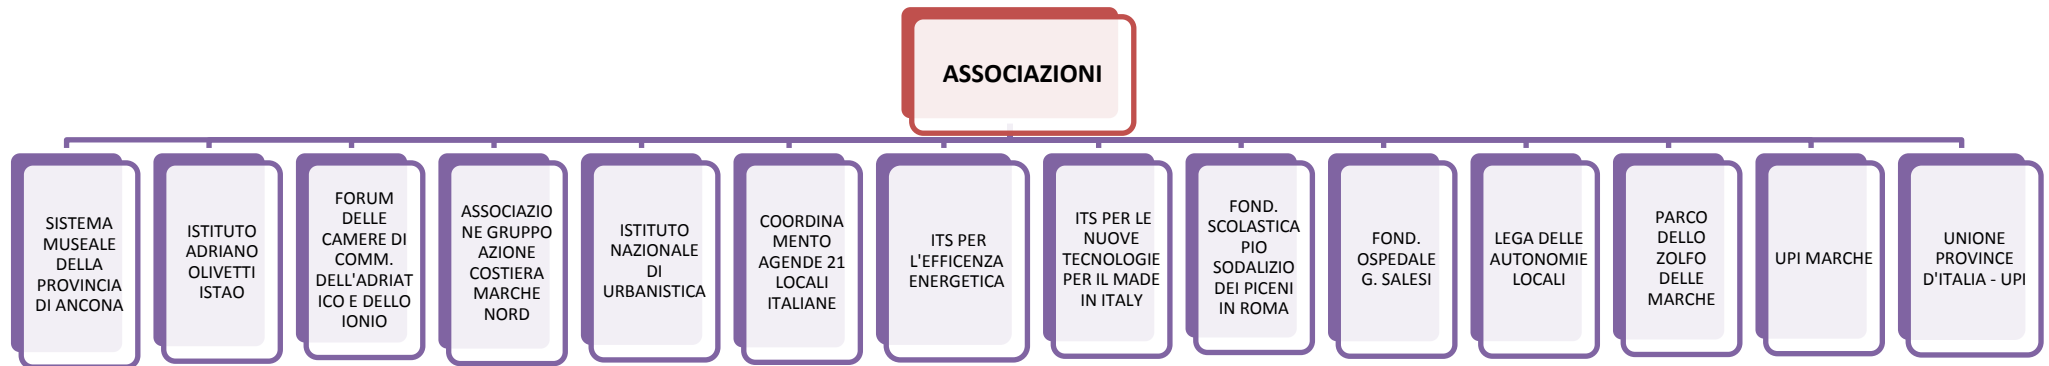 ASSOCIAZIONI
SISTEMA
MUSEALE
DELLA
PROVINCIA
DI ANCONA
ISTITUTO
ADRIANO
OLIVETTI
ISTAO
FORUM
DELLE
CAMERE DI
COMM.
DELL'ADRIAT
ICO E DELLO
IONIO
ASSOCIAZIO
NE GRUPPO
AZIONE
COSTIERA
MARCHE
NORD
ISTITUTO
NAZIONALE
DI
URBANISTICA
COORDINA
MENTO
AGENDE 21
LOCALI
ITALIANE
ITS PER
L'EFFICENZA
ENERGETICA
ITS PER LE
NUOVE
TECNOLOGIE
PER IL MADE
IN ITALY
FOND.
SCOLASTICA
PIO
SODALIZIO
DEI PICENI
IN ROMA
FOND.
OSPEDALE
G. SALESI
LEGA DELLE
AUTONOMIE
LOCALI
PARCO
DELLO
ZOLFO
DELLE
MARCHE
UPI MARCHE
UNIONE
PROVINCE
D'ITALIA - UPI